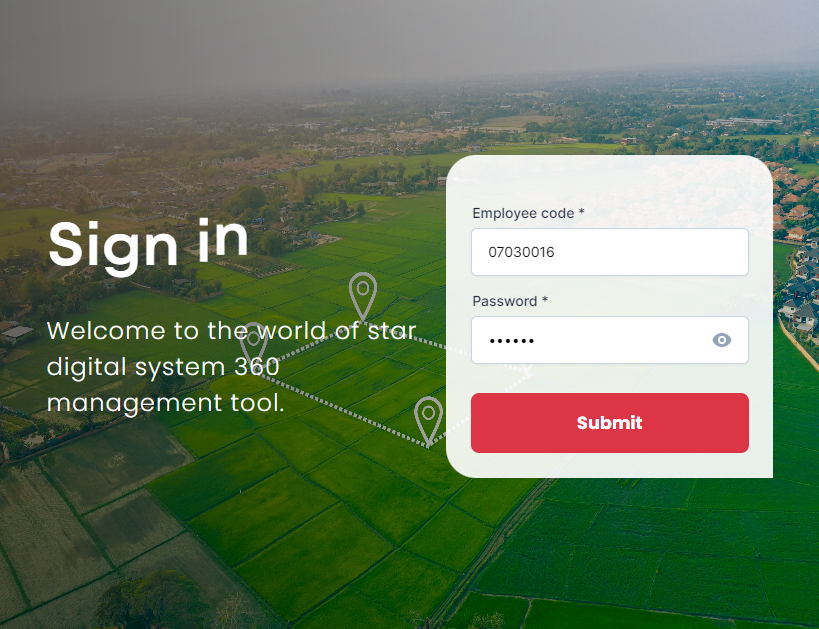 Sign in
Welcome to the world of star
digital system 360
management tool.
Employee code *
07030016
Password *
••••••
Submit